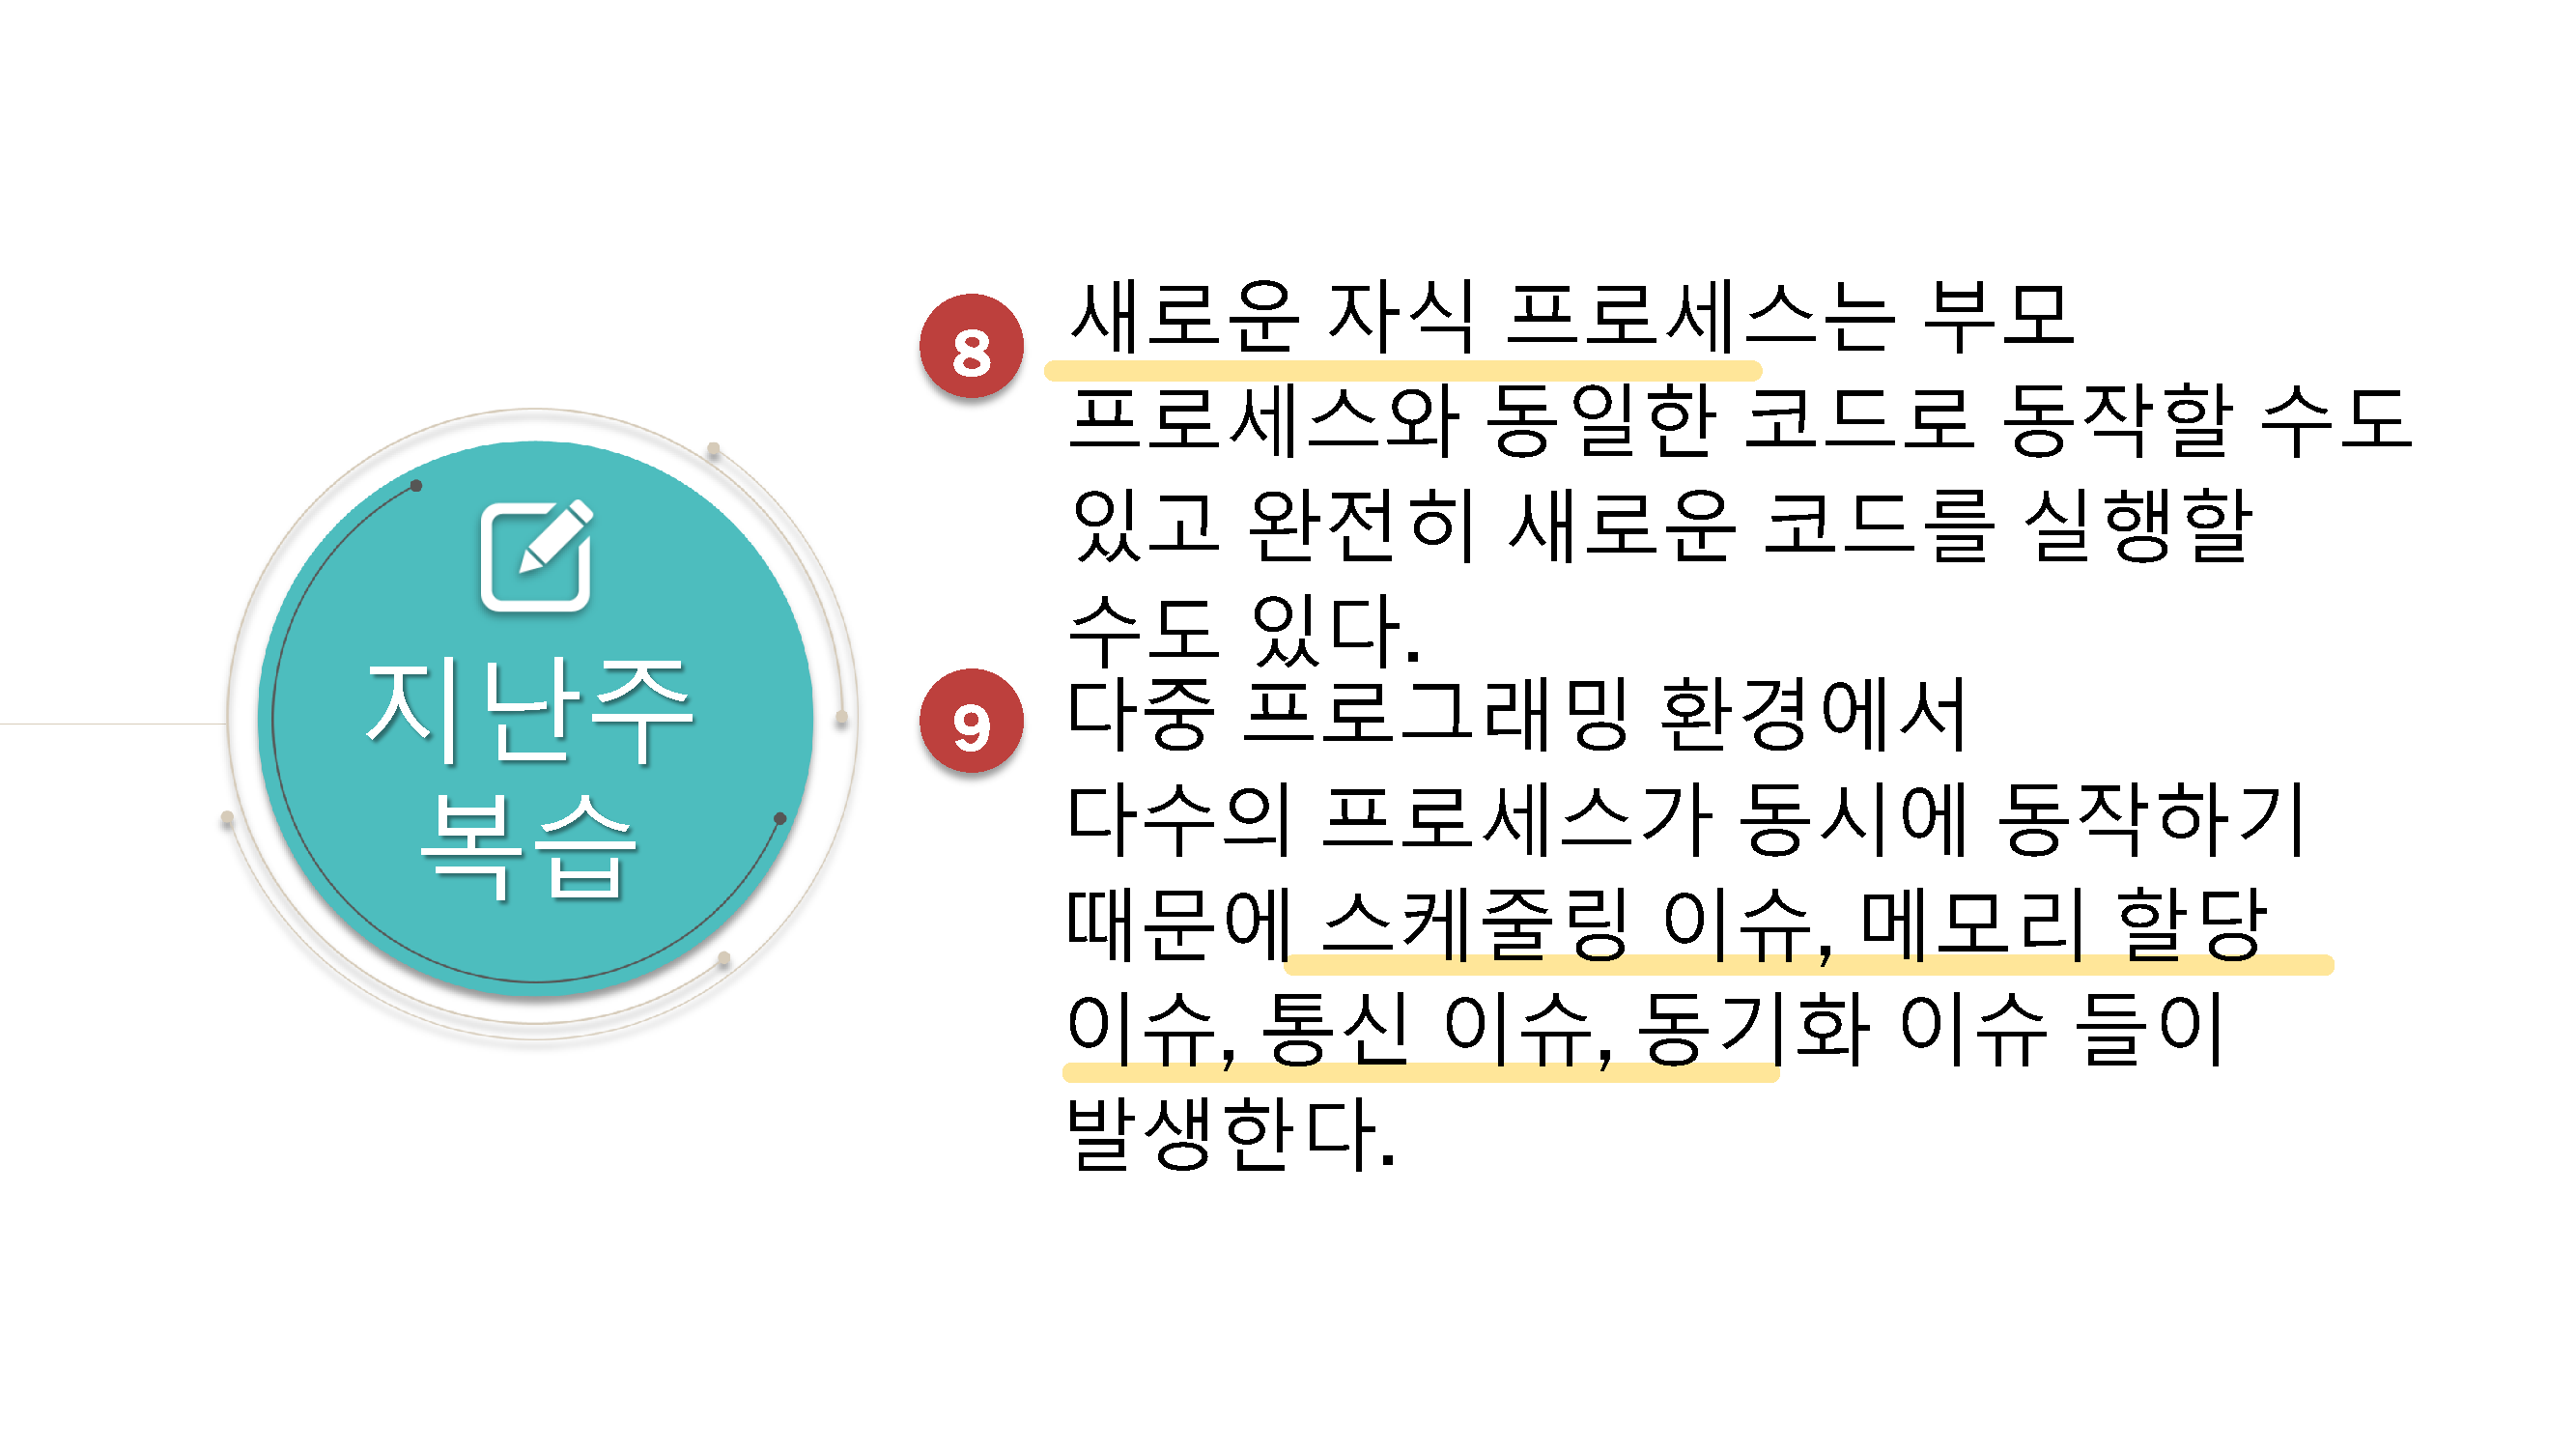 지난주
복습
8
새로운 자식 프로세스는 부모
프로세스와 동일한 코드로 동작할 수도
있고 완전히 새로운 코드를 실행할
수도 있다.
9
다중 프로그래밍 환경에서
다수의 프로세스가 동시에 동작하기
때문에 스케줄링 이슈, 메모리 할당
이슈, 통신 이슈, 동기화 이슈 들이
발생한다.